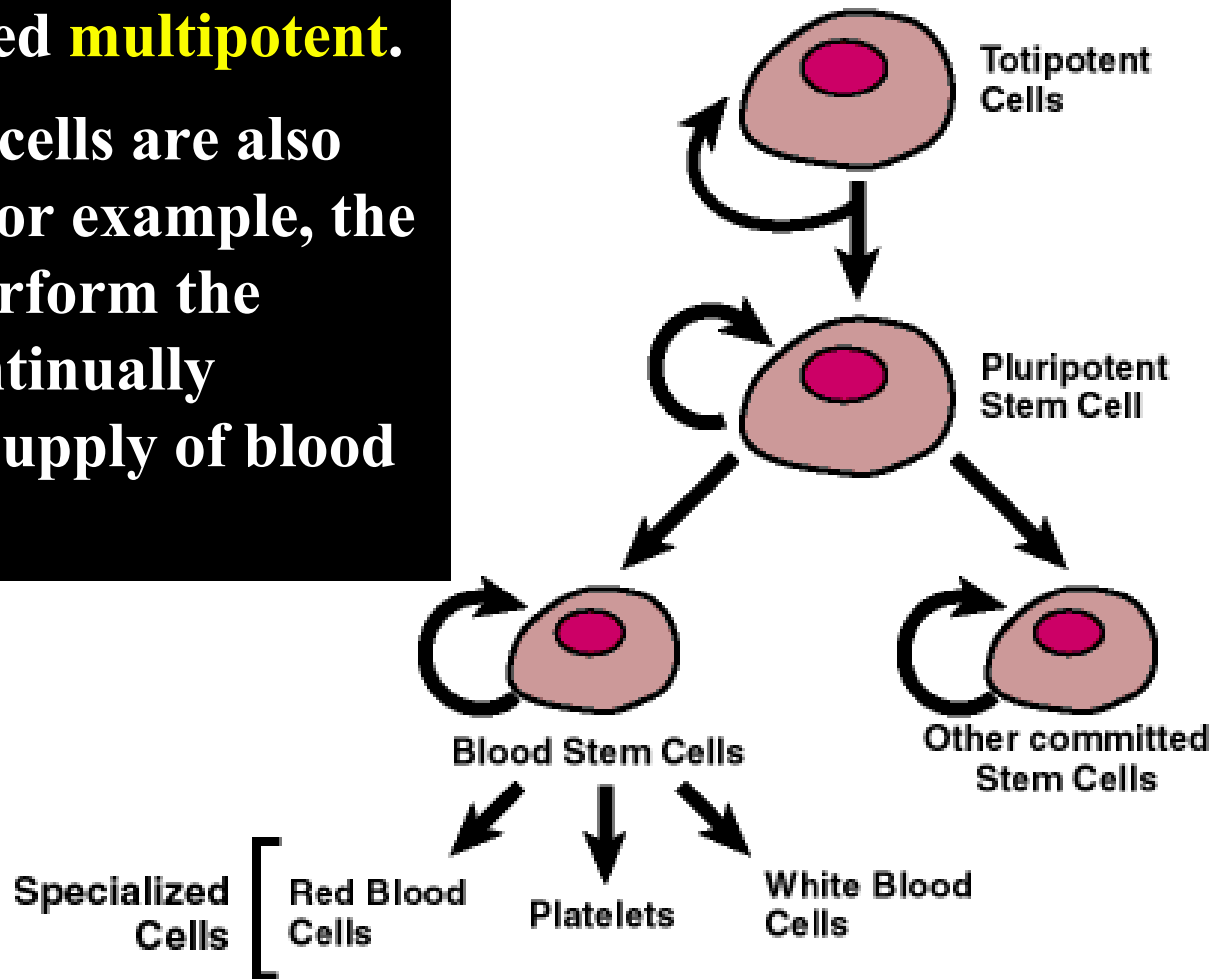 ed multipotent.
cells are also
or example, the
rform the
ntinually
upply of blood
Totipotent
Cells
Pluripotent
Stem Cell
Blood Stem Cells
Other committed
Stem Cells
Specialized
Cells
Red Blood
Cells
Platelets
White Blood
Cells